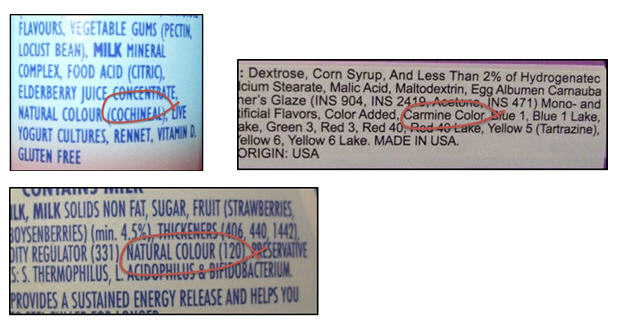 FLAVOURS, VEGETABLE GUMS (PECTIN,
LOCUST BEAN), MILK MINERAL
COMPLEX, FOOD ACID (CITRIC),
ELDERBERRY JUICE CONCENTRATE,
NATURAL COLOUR (COCHINEAL), LIVE
YOGURT CULTURES, RENNET, VITAMIN D.
GLUTEN FREE
: Dextrose, Corn Syrup, And Less Than 2% of Hydrogenated
lcium Stearate, Malic Acid, Maltodextrin, Egg Albumen Carnauba
ner's Glaze (INS 904, INS 2419, Acetone, INS 471) Mono- and
tificial Flavors, Color Added, Carmine Color, Blue 1, Blue 1 Lake,
ake, Green 3, Red 3, Red 40, Red 40 Lake, Yellow 5 (Tartrazine),
ellow 6, Yellow 6 Lake. MADE IN USA.
ORIGIN: USA
CONTAINS MILK
ILK, MILK SOLIDS NON FAT, SUGAR, FRUIT (STRAWBERRIES,
BOYSENBERRIES) (min. 4.5%), THICKENERS (406, 440, 1442),
DITY REGULATOR (331), NATURAL COLOUR (120), PRESERVATIVE
S: S. THERMOPHILUS, L. ACIDOPHILUS & BIFIDOBACTERIUM.
PROVIDES A SUSTAINED ENERGY RELEASE AND HELPS YOU
FEEL FULLER FOR LONGER